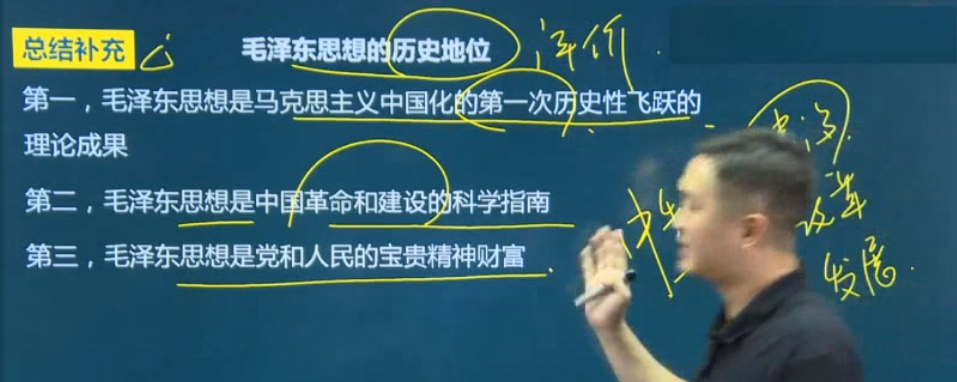 总结补充
毛泽东思想的历史地位 评价
第一，毛泽东思想是马克思主义中国化的第一次历史性飞跃的
理论成果
第二，毛泽东思想是中国革命和建设的科学指南
改革
第三，毛泽东思想是党和人民的宝贵精神财富
发展